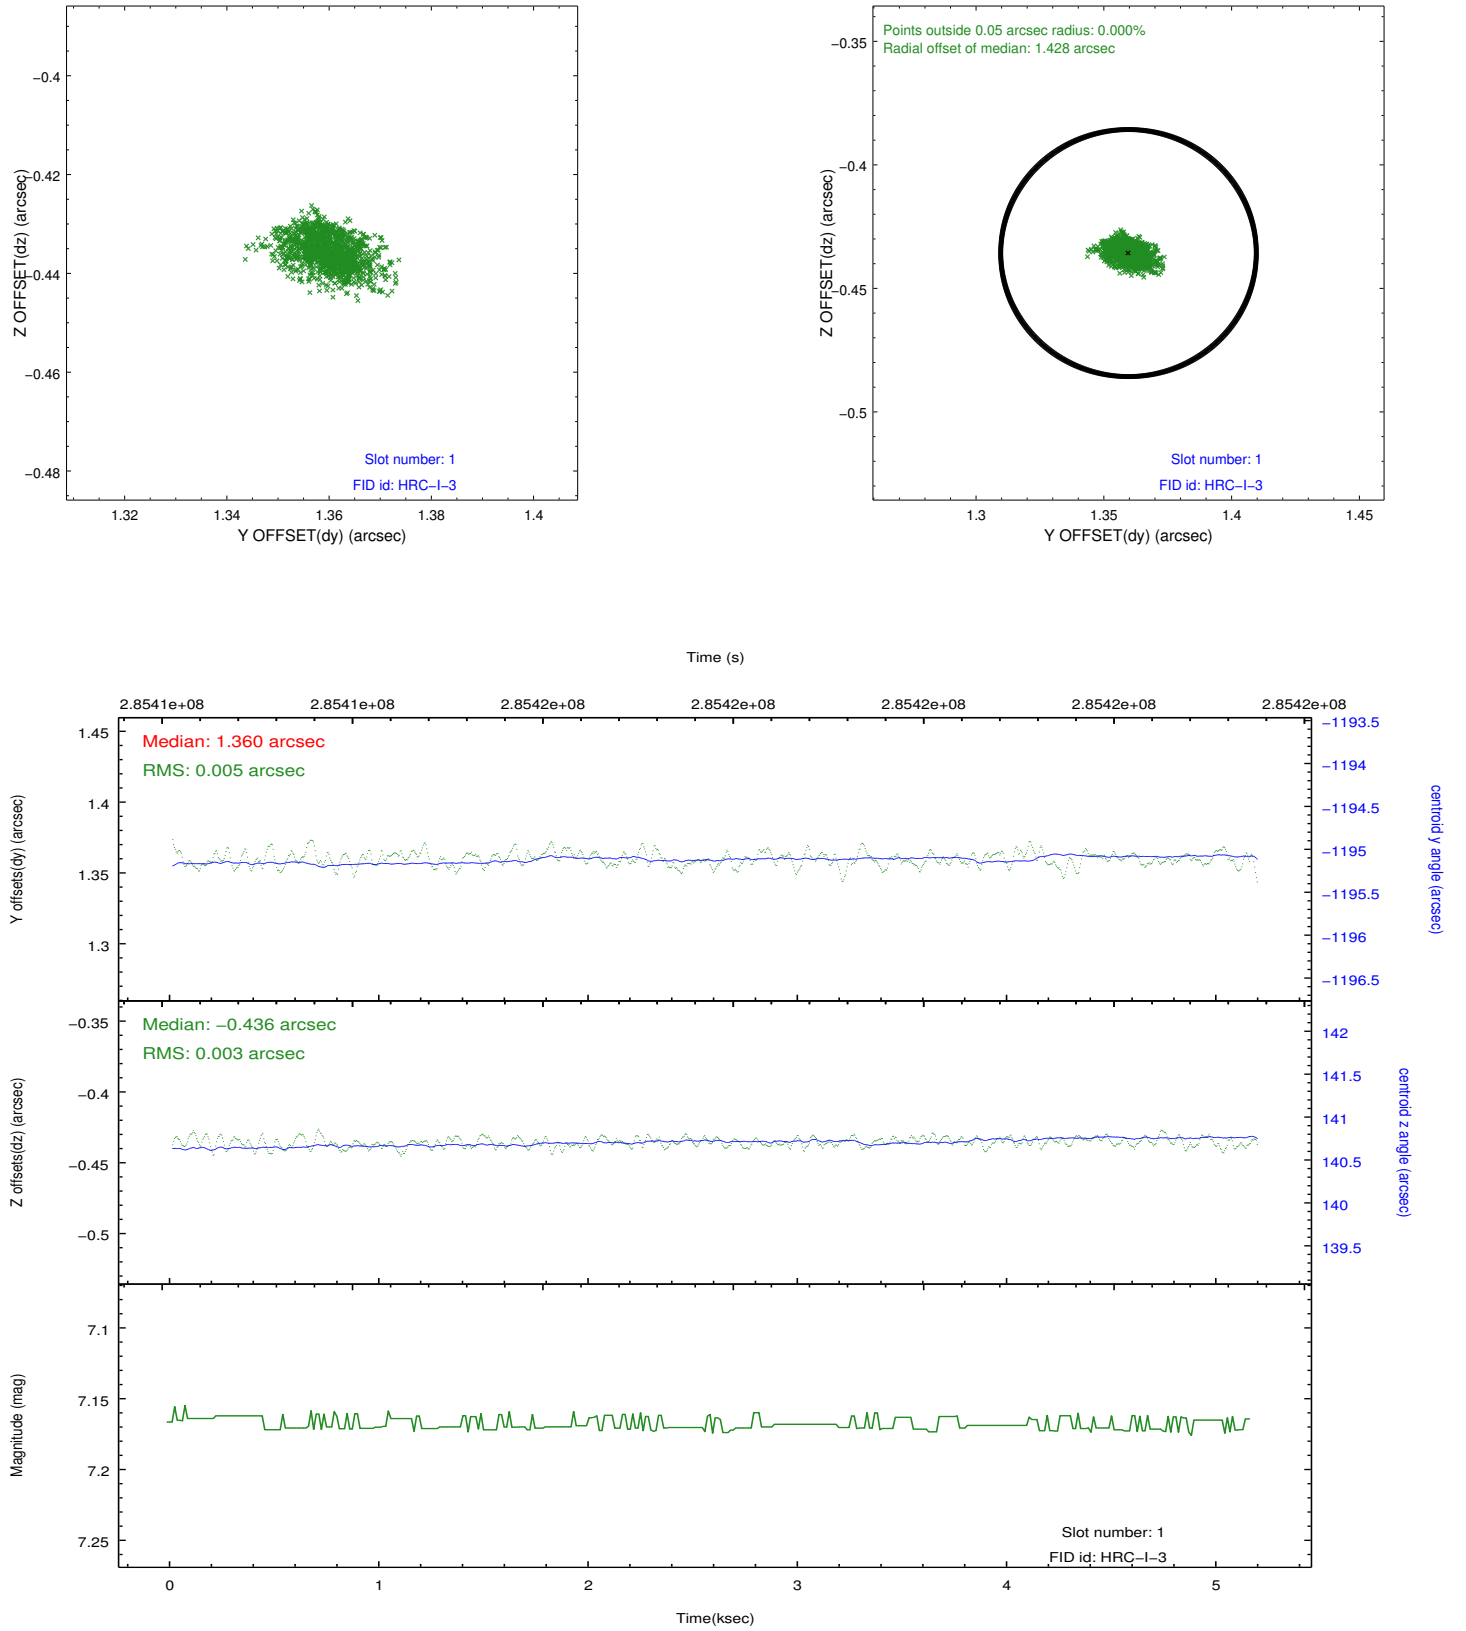 Points outside 0.05 arcsec radius: 0.000%
Radial offset of median: 1.428 arcsec
−0.4
−0.42
−0.44
−0.46
−0.48
Z OFFSET(dz) (arcsec)
Slot number: 1
FID id: HRC−I−3
1.32 1.34 1.36 1.38 1.4
Y OFFSET(dy) (arcsec)
−0.35
−0.4
−0.45
−0.5
Z OFFSET(dz) (arcsec)
Slot number: 1
FID id: HRC−I−3
1.3 1.35 1.4 1.45
Y OFFSET(dy) (arcsec)
Time (s)
2.8541e+08 2.8541e+08 2.8542e+08 2.8542e+08 2.8542e+08 2.8542e+08 2.8542e+08
Median: 1.360 arcsec
RMS: 0.005 arcsec
1.45
1.4
1.35
1.3
Y offsets(dy) (arcsec)
−1193.5
−1194
−1194.5
−1195
−1195.5
−1196
−1196.5
centroid y angle (arcsec)
Median: −0.436 arcsec
RMS: 0.003 arcsec
−0.35
−0.4
−0.45
−0.5
Z offsets(dz) (arcsec)
142
141.5
141
140.5
140
139.5
centroid z angle (arcsec)
7.1
7.15
7.2
7.25
Magnitude (mag)
Slot number: 1
FID id: HRC−I−3
0 1 2 3 4 5
Time(ksec)